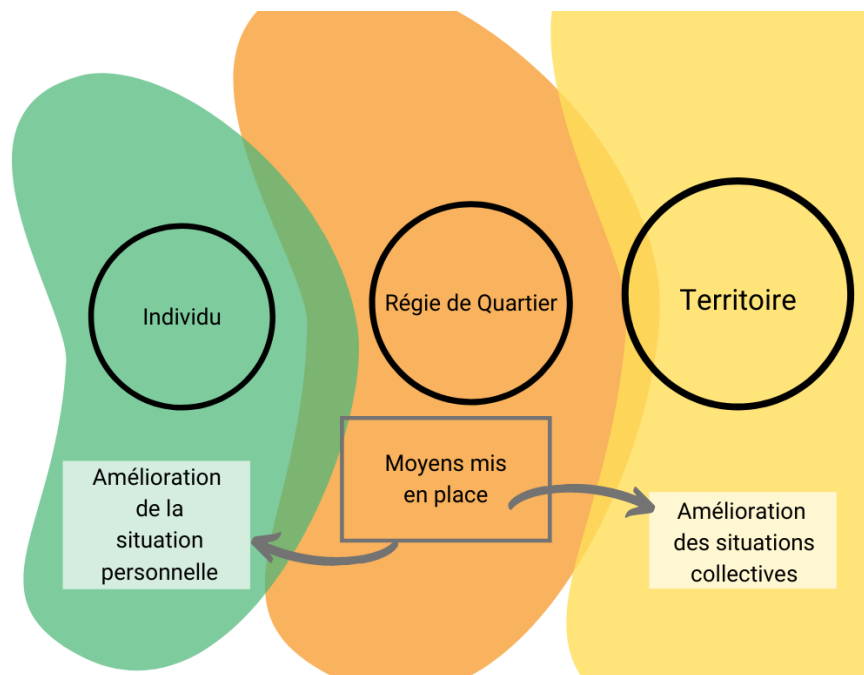 Individu
Régie de Quartier
Territoire
Moyens mis
en place
Amélioration
de la
situation
personnelle
Amélioration
des situations
collectives